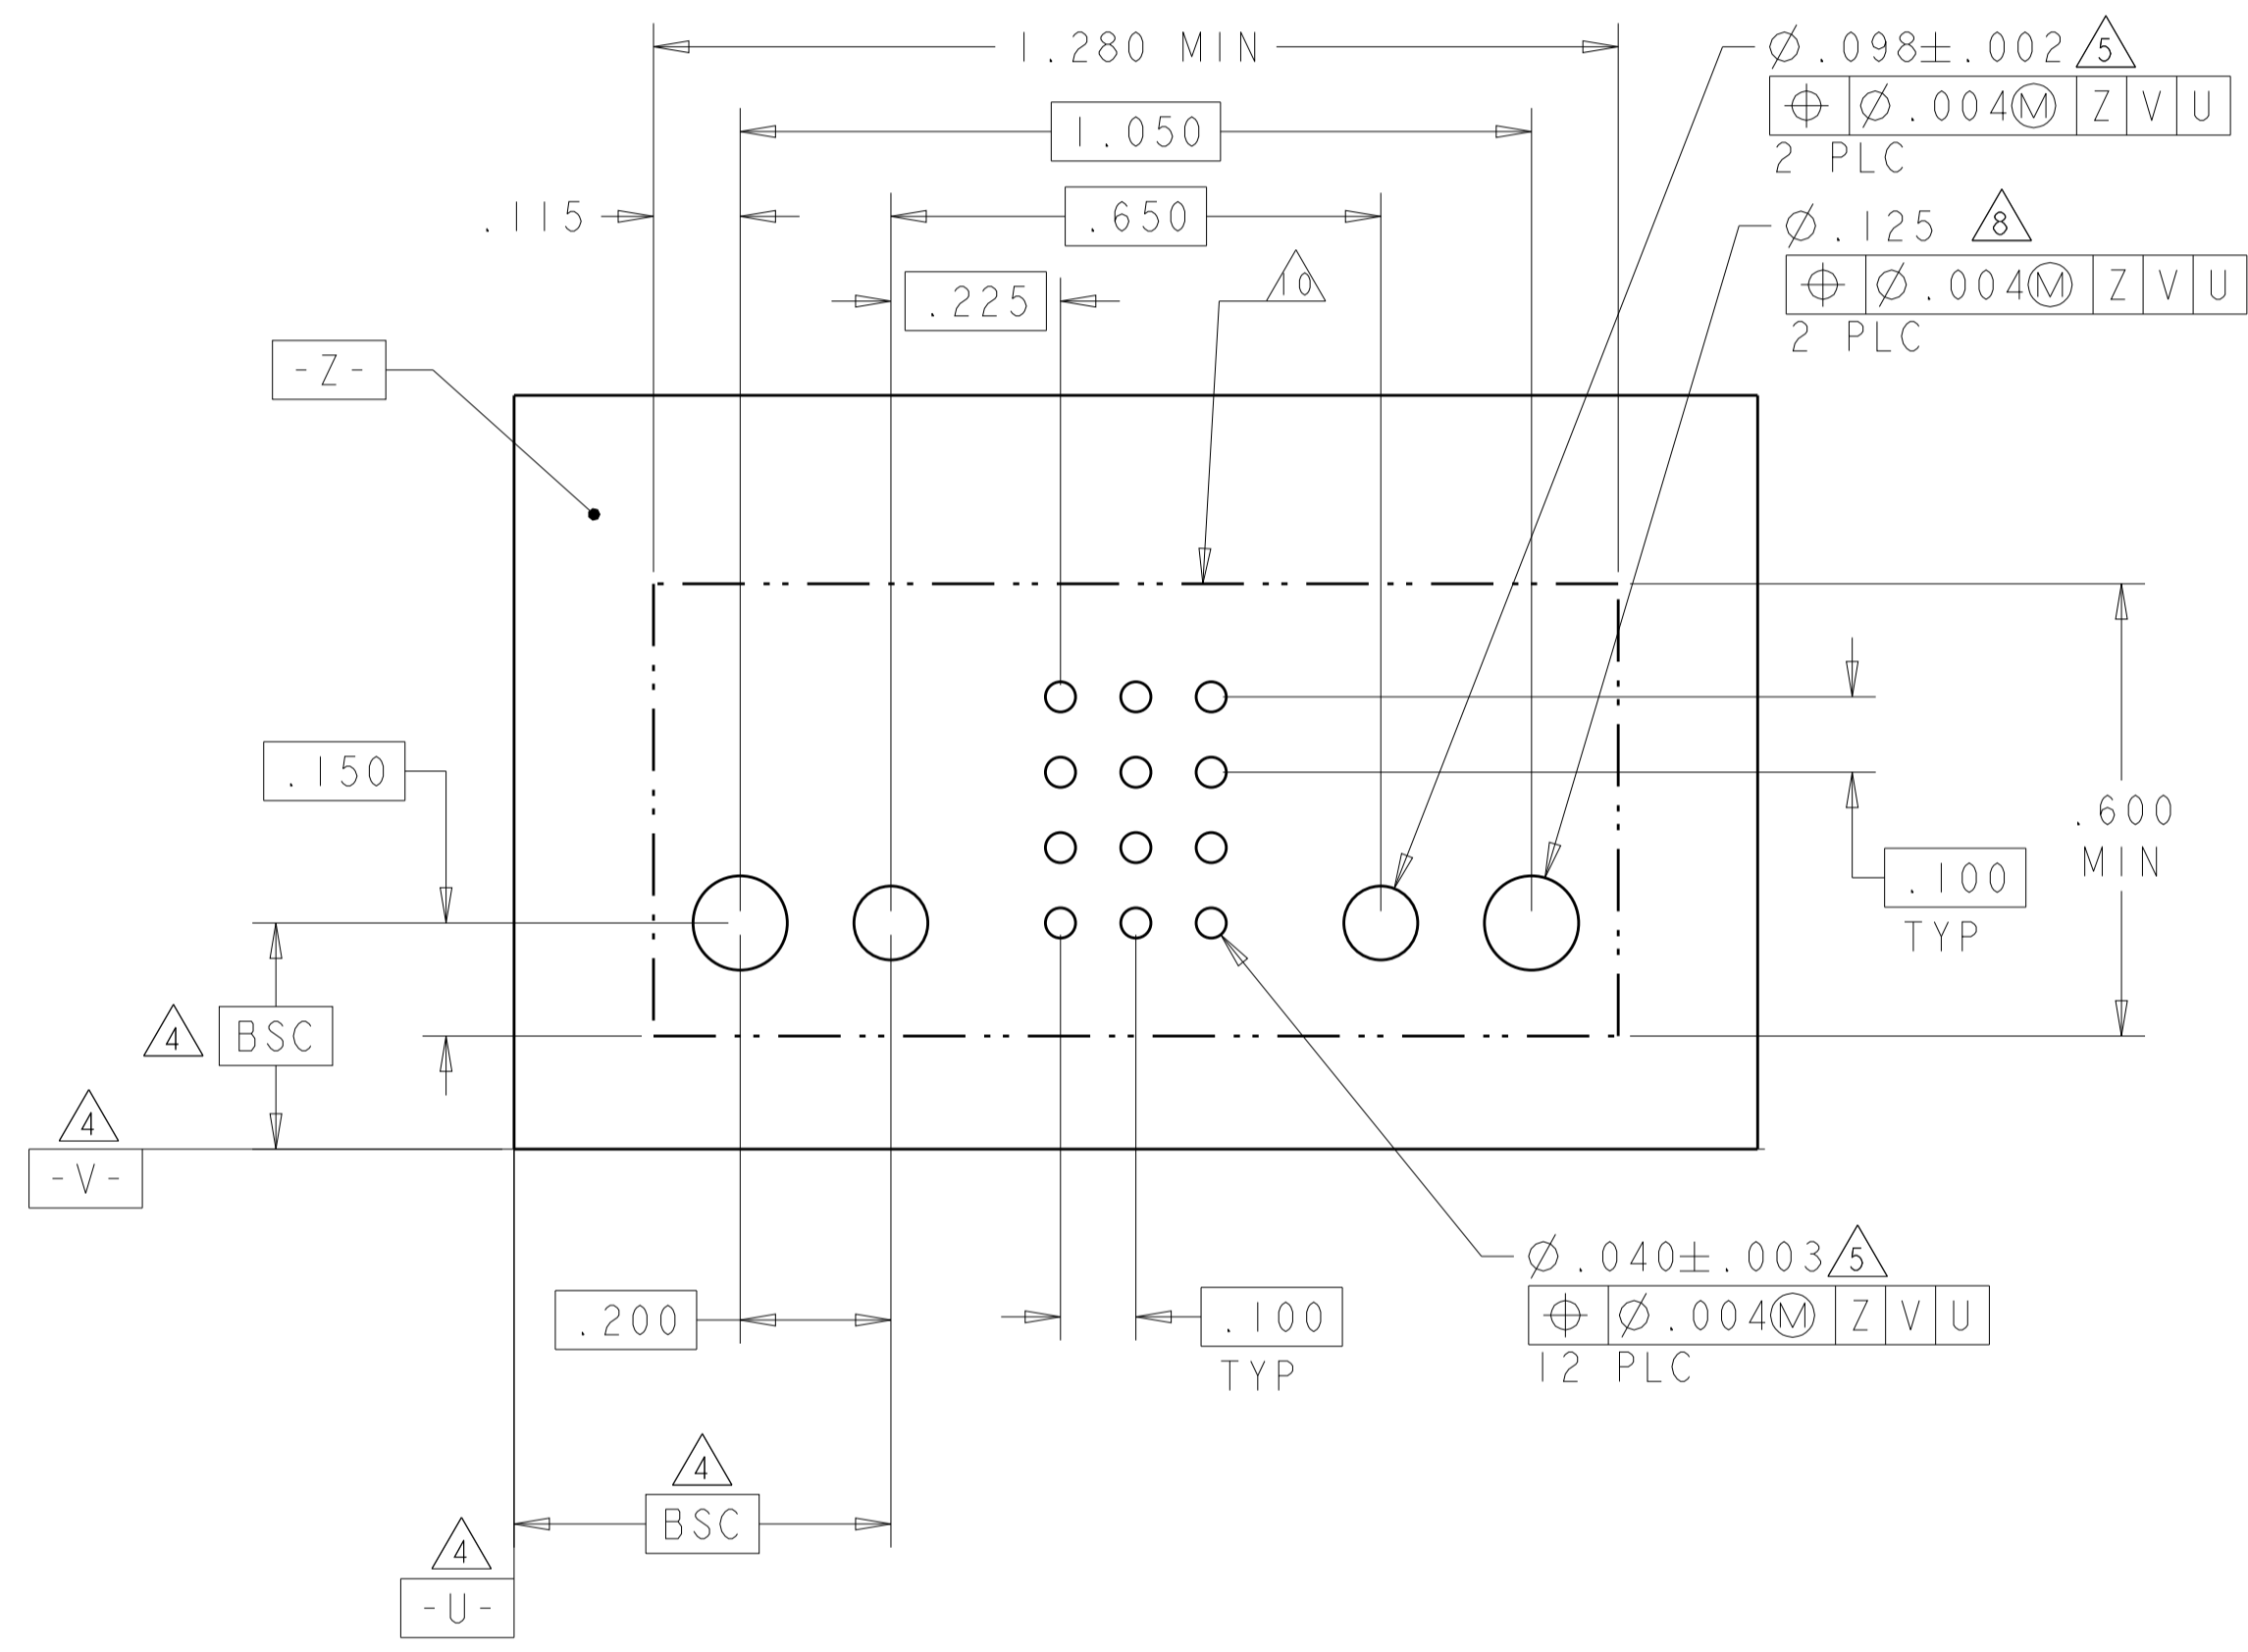 1.280 MIN
⌀.098±.002 5
⌖ ⌀.004Ⓜ Z V U
2 PLC
1.050
.115
.650
⌀.125 8
⌖ ⌀.004Ⓜ Z V U
2 PLC
.225
10
-Z-
.150
.600
MIN
.100
TYP
4 BSC
4
-V-
⌀.040±.003 5
⌖ ⌀.004Ⓜ Z V U
12 PLC
.200
.100
TYP
4
BSC
4
-U-